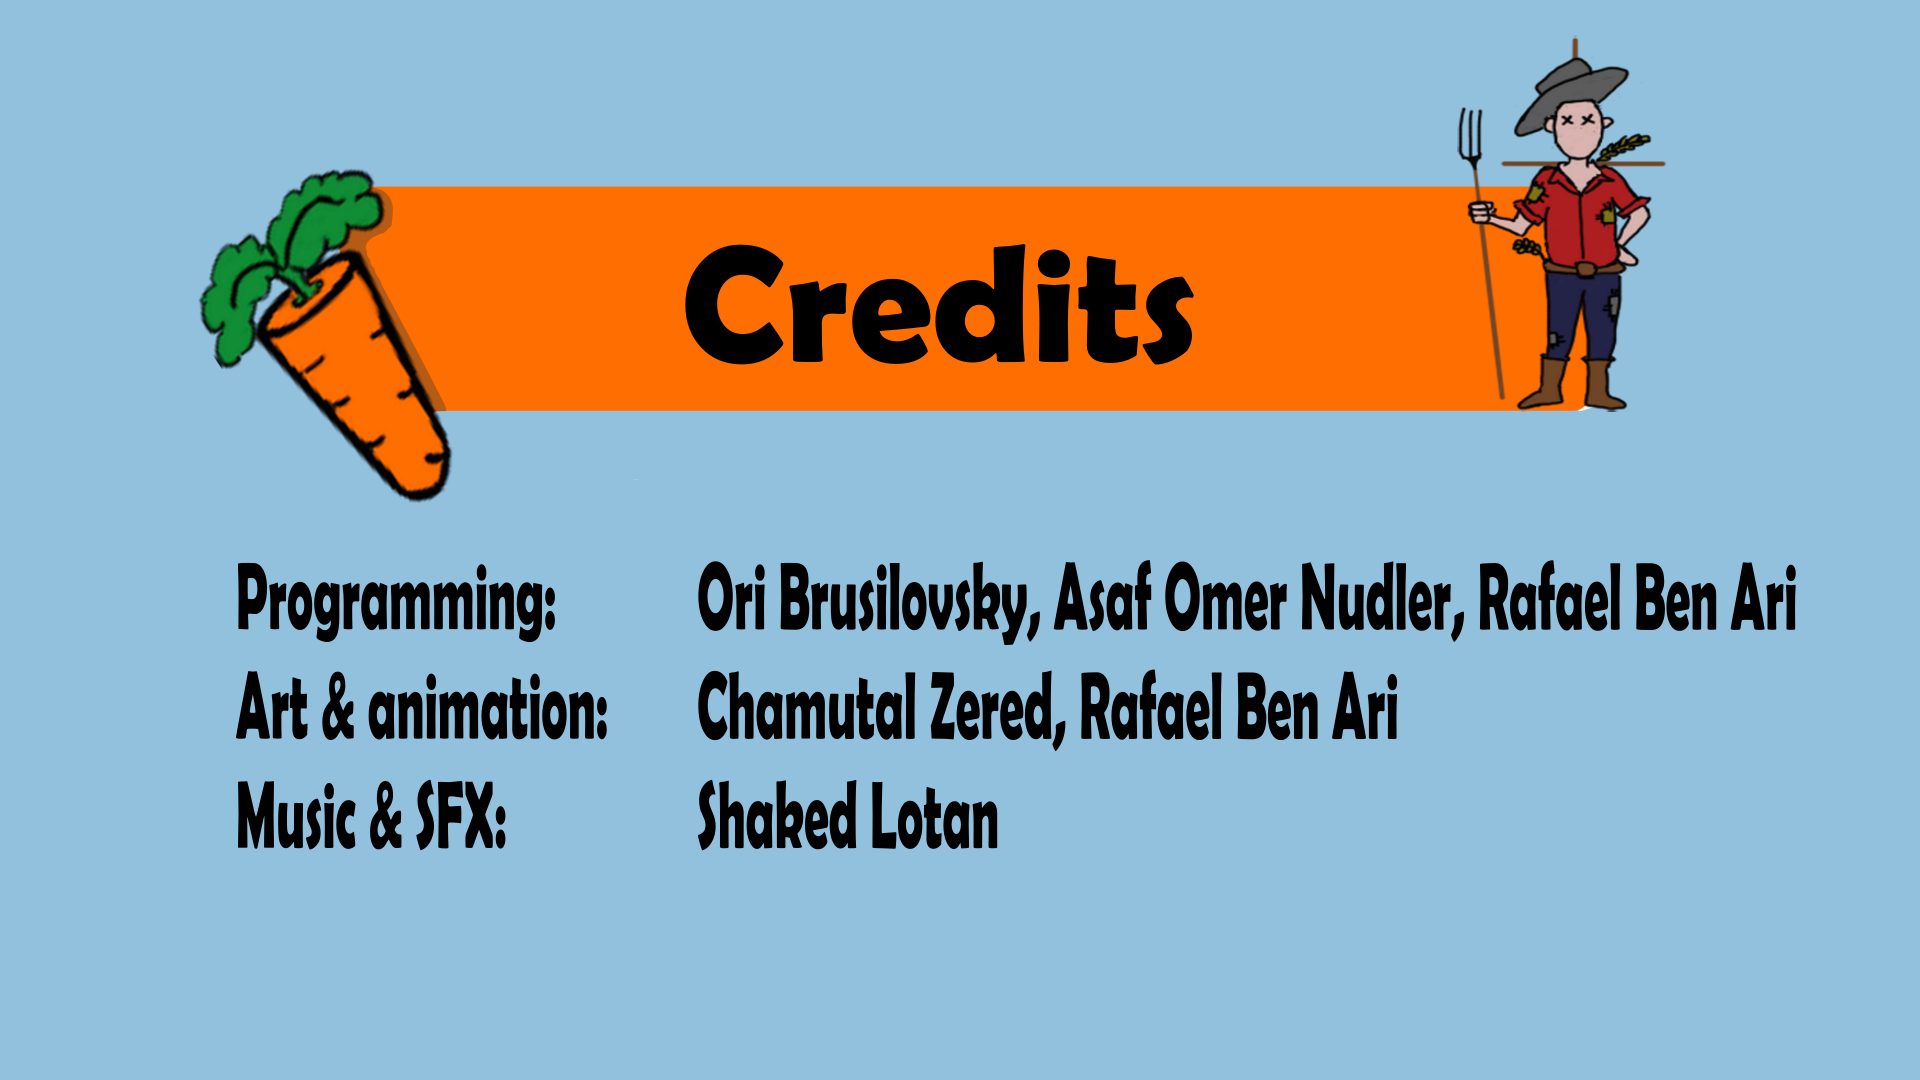 Credits
Programming: Ori Brusilovsky, Asaf Omer Nudler, Rafael Ben Ari
Art & animation: Chamutal Zered, Rafael Ben Ari
Music & SFX: Shaked Lotan